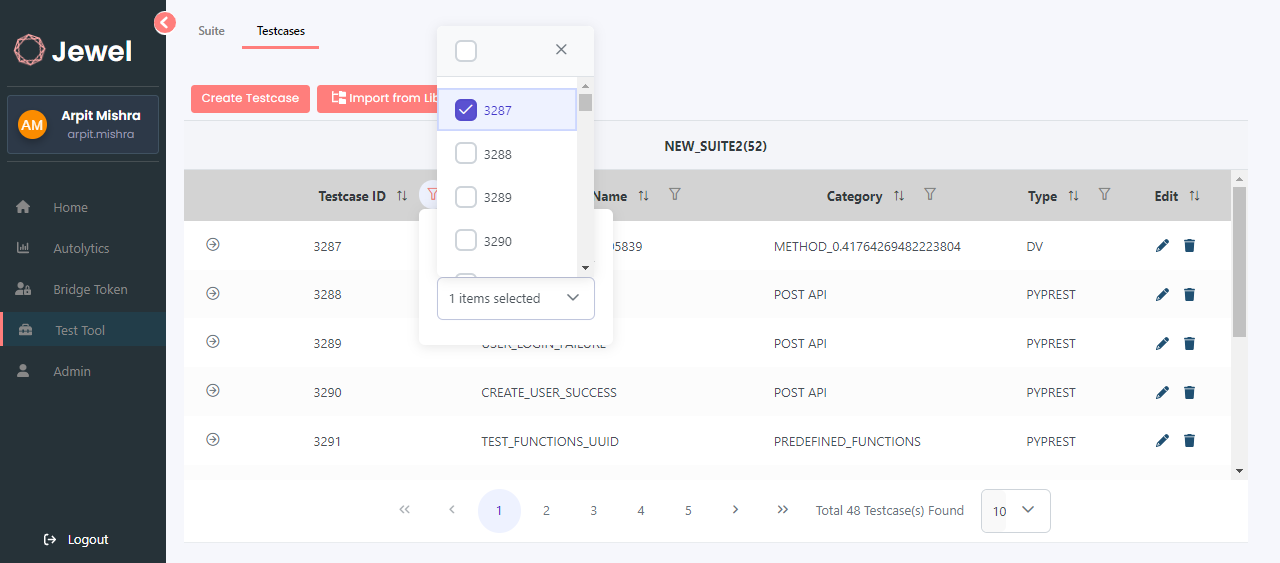 Jewel
AM
Arpit Mishra
arpit.mishra
Home
Autolytics
Bridge Token
Test Tool
Admin
Logout
Suite
Testcases
Create Testcase
Import from Lib
3287
3288
3289
3290
1 items selected
NEW_SUITE2(52)
Testcase ID Name Category Type Edit
3287 95839 METHOD_0.41764269482223804 DV
3288 POST API PYPREST
3289 USER_LOGIN_FAILURE POST API PYPREST
3290 CREATE_USER_SUCCESS POST API PYPREST
3291 TEST_FUNCTIONS_UUID PREDEFINED_FUNCTIONS PYPREST
1 2 3 4 5 Total 48 Testcase(s) Found 10